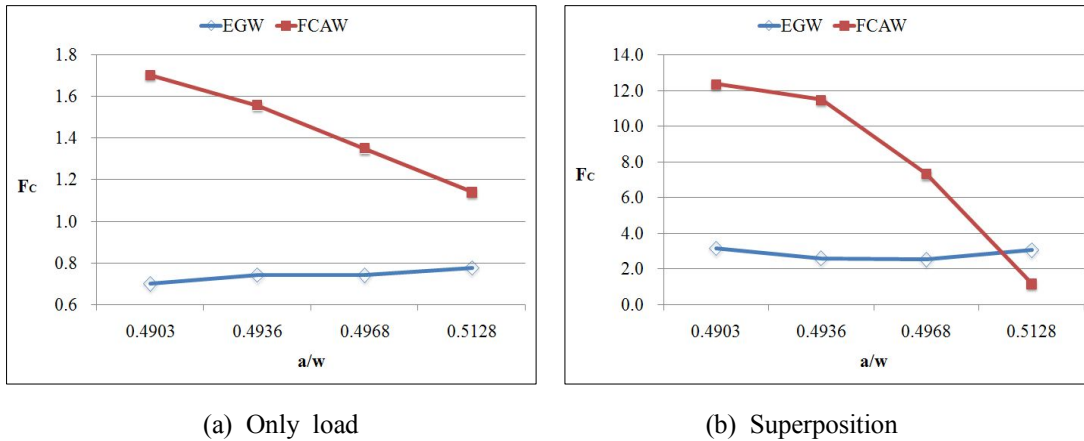 EGW FCAW
1.8
1.6
1.4
1.2
1.0
0.8
0.6
Fc
0.4903 0.4936 0.4968 0.5128
a/w
(a) Only load
EGW FCAW
14.0
12.0
10.0
8.0
6.0
4.0
2.0
0.0
Fc
0.4903 0.4936 0.4968 0.5128
a/w
(b) Superposition